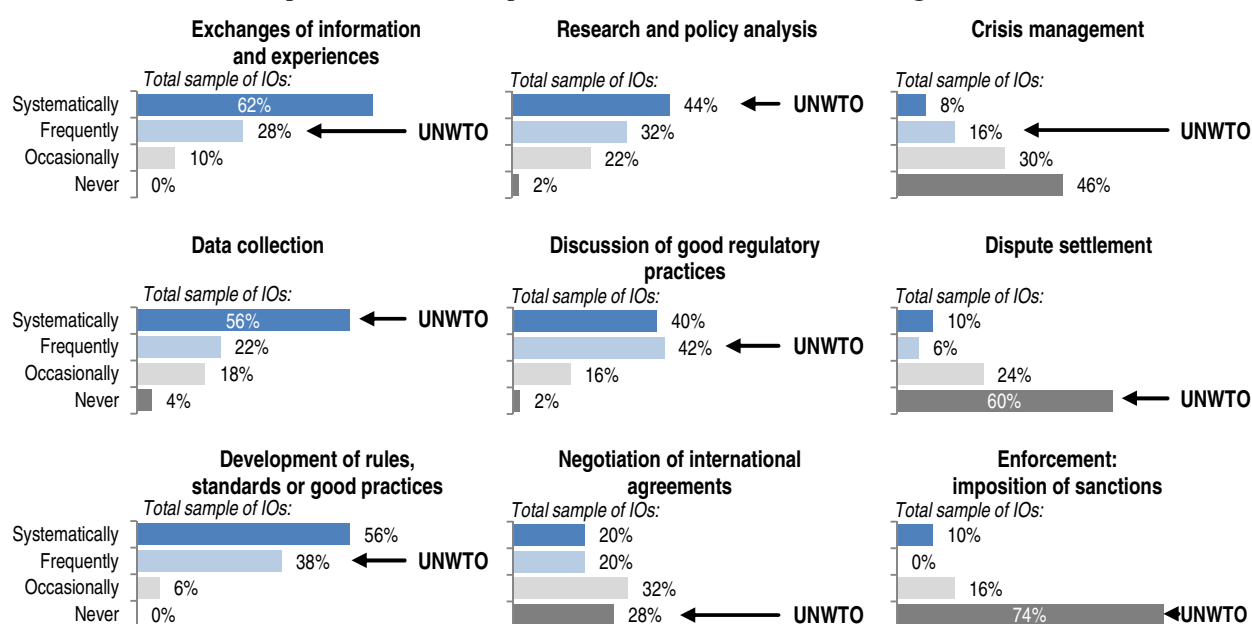 Exchanges of information
and experiences
Total sample of IOs:
Systematically 62%
Frequently 28% UNWTO
Occasionally 10%
Never 0%
Research and policy analysis
Total sample of IOs:
44% UNWTO
32%
22%
2%
Crisis management
Total sample of IOs:
8%
16% UNWTO
30%
46%
Data collection
Total sample of IOs:
Systematically 56% UNWTO
Frequently 22%
Occasionally 18%
Never 4%
Discussion of good regulatory
practices
Total sample of IOs:
40%
42% UNWTO
16%
2%
Dispute settlement
Total sample of IOs:
10%
6%
24%
60% UNWTO
Development of rules,
standards or good practices
Total sample of IOs:
Systematically 56%
Frequently 38% UNWTO
Occasionally 6%
Never 0%
Negotiation of international
agreements
Total sample of IOs:
20%
20%
32%
28% UNWTO
Enforcement:
imposition of sanctions
Total sample of IOs:
10%
0%
16%
74% UNWTO